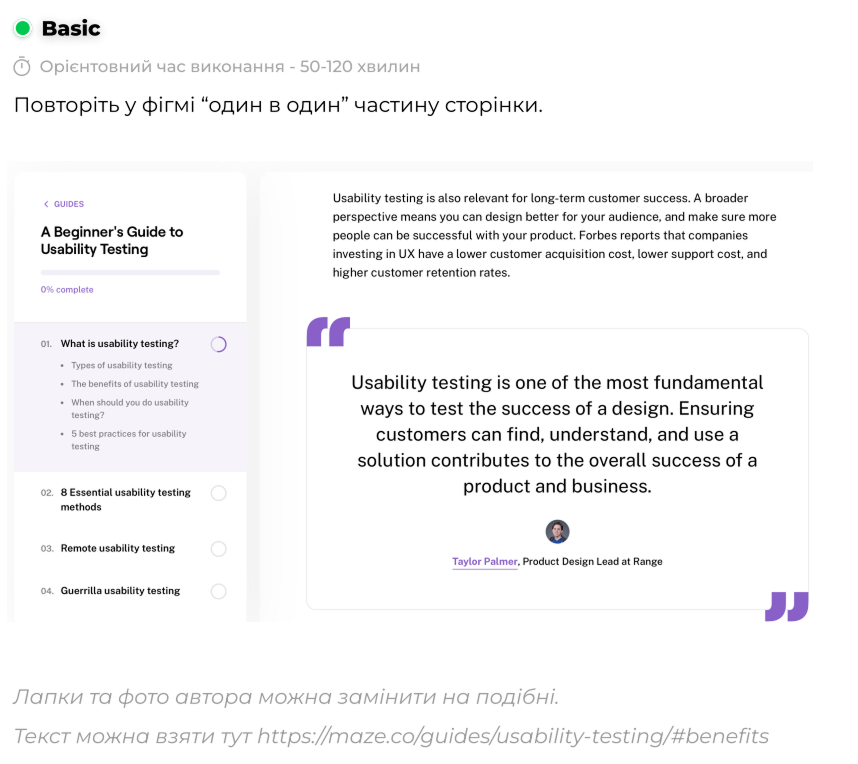 Basic
Орієнтовний час виконання - 50-120 хвилин
Повторіть у фігмі “один в один” частину сторінки.
GUIDES
A Beginner's Guide to
Usability Testing
0% complete
01. What is usability testing?
• Types of usability testing
• The benefits of usability testing
• When should you do usability
testing?
• 5 best practices for usability
testing
02. 8 Essential usability testing
methods
03. Remote usability testing
04. Guerrilla usability testing
Usability testing is also relevant for long-term customer success. A broader
perspective means you can design better for your audience, and make sure more
people can be successful with your product. Forbes reports that companies
investing in UX have a lower customer acquisition cost, lower support cost, and
higher customer retention rates.
Usability testing is one of the most fundamental
ways to test the success of a design. Ensuring
customers can find, understand, and use a
solution contributes to the overall success of a
product and business.
Taylor Palmer, Product Design Lead at Range
Лапки та фото автора можна замінити на подібні.
Текст можна взяти тут https://maze.co/guides/usability-testing/#benefits